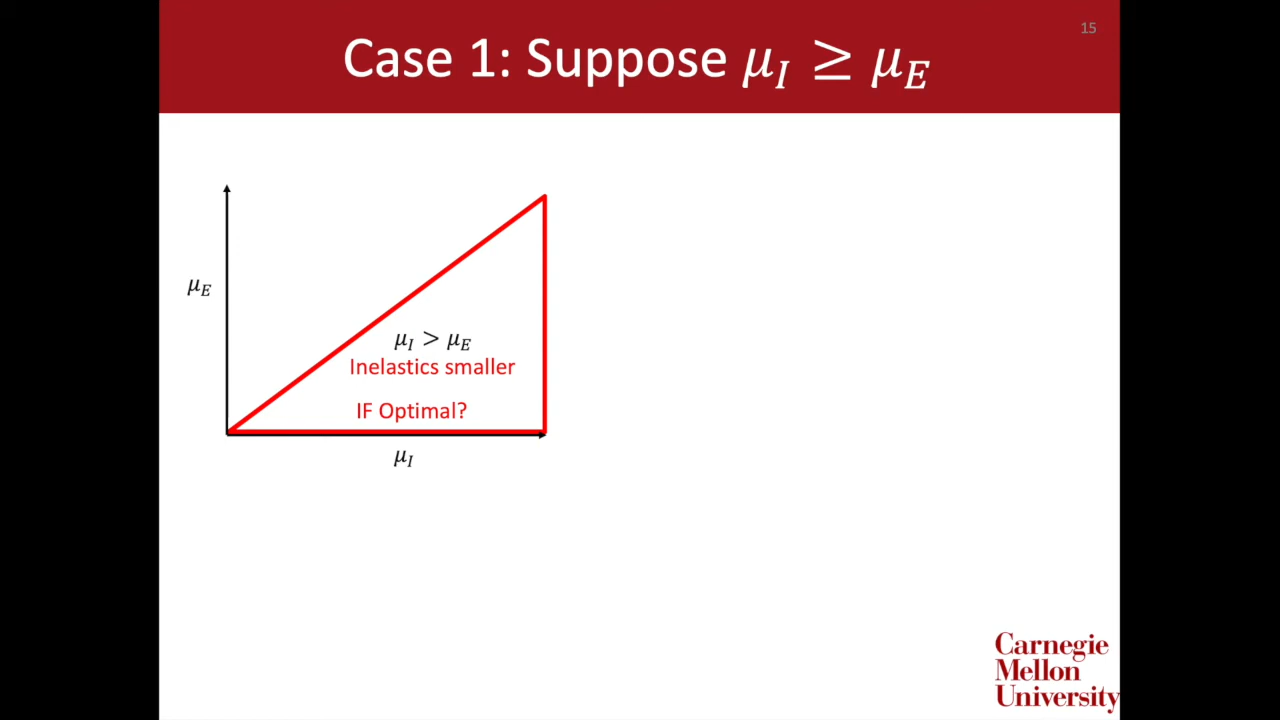 15
Case 1: Suppose μ_I ≥ μ_E
μ_E
μ_I > μ_E
Inelastics smaller
IF Optimal?
μ_I
Carnegie
Mellon
University